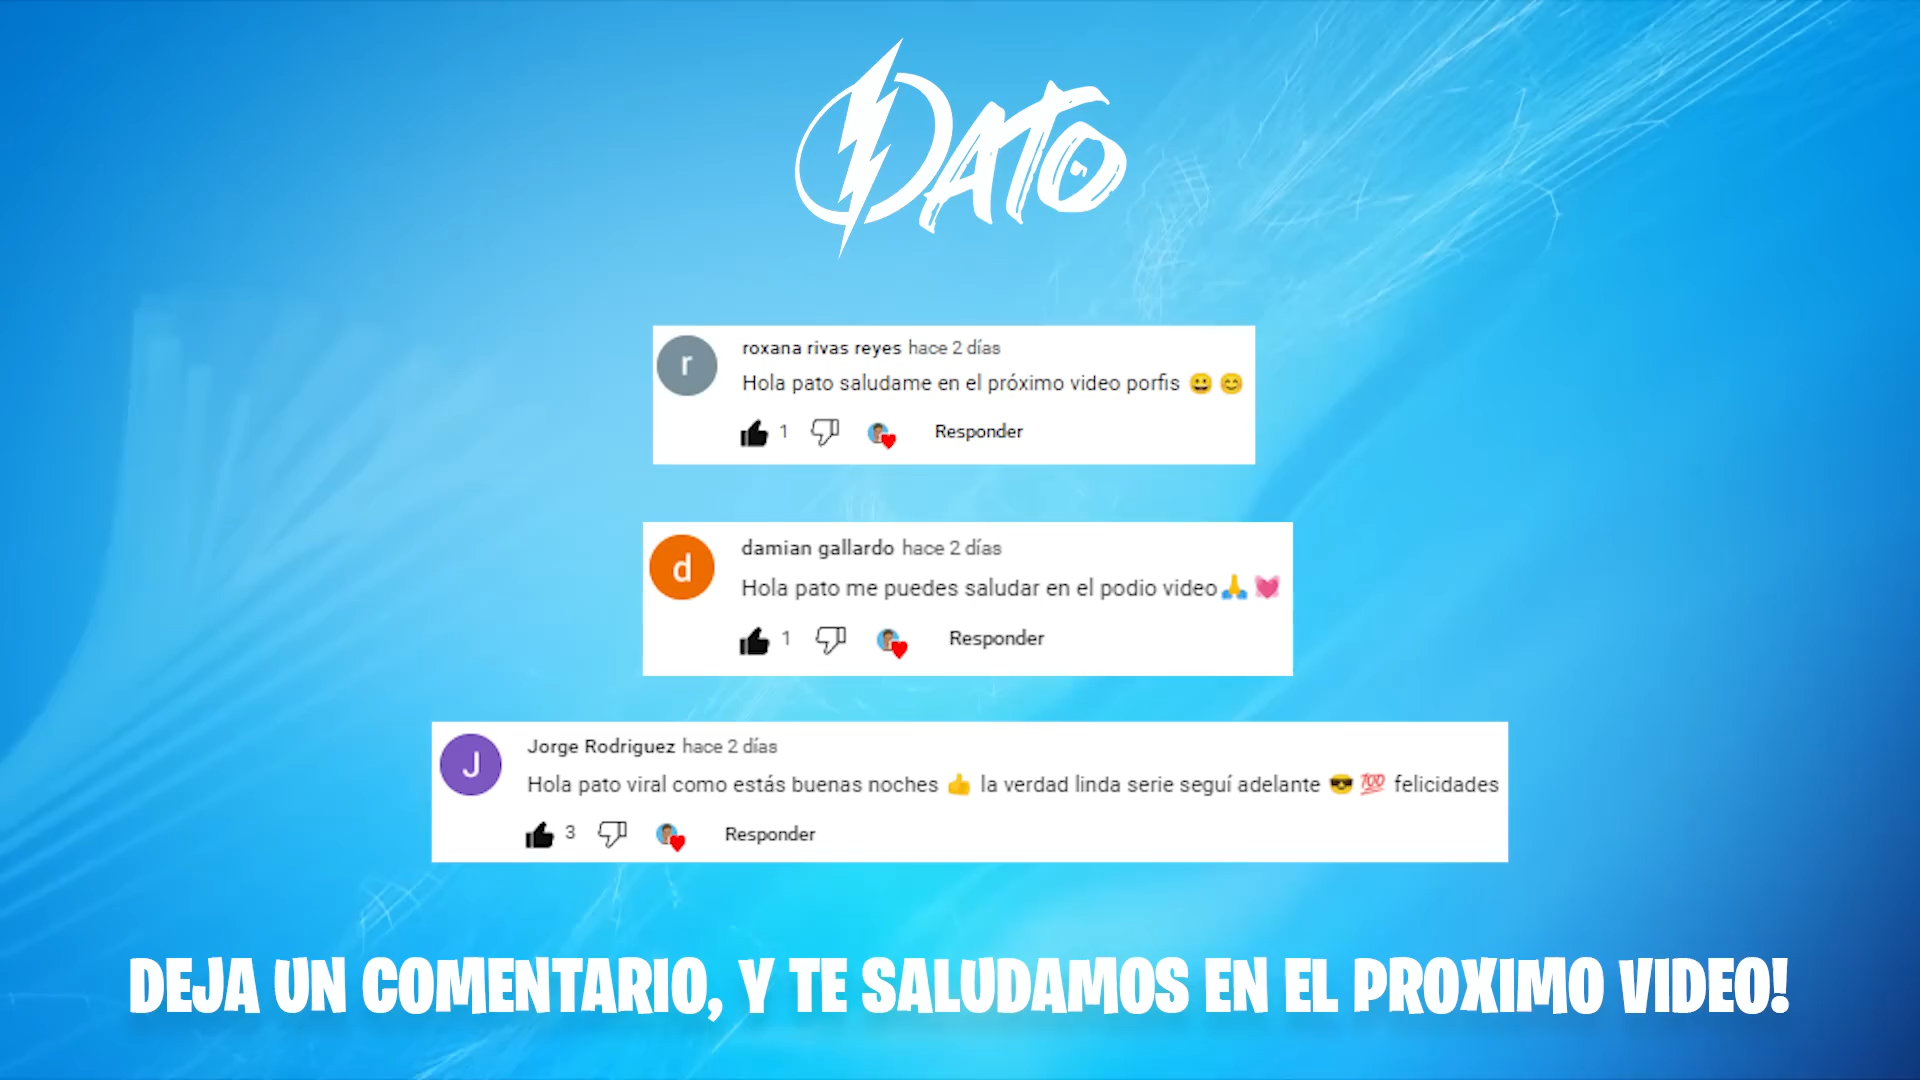 DATO
r
roxana rivas reyes hace 2 días
Hola pato saludame en el próximo video porfis 😀 😊
1 Responder
d
damian gallardo hace 2 días
Hola pato me puedes saludar en el podio video🙏 💓
1 Responder
J
Jorge Rodriguez hace 2 días
Hola pato viral como estás buenas noches 👍 la verdad linda serie seguí adelante 😎 💯 felicidades
3 Responder
DEJA UN COMENTARIO, Y TE SALUDAMOS EN EL PROXIMO VIDEO!